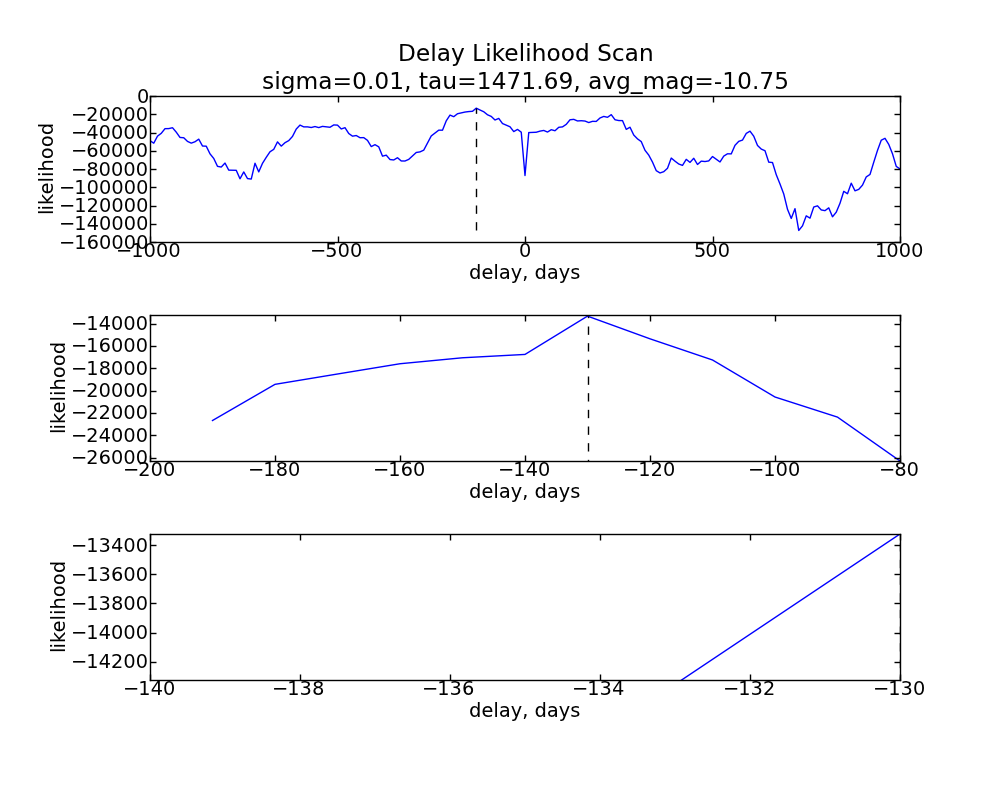 Delay Likelihood Scan
sigma=0.01, tau=1471.69, avg_mag=-10.75
0
−20000
−40000
−60000
−80000
−100000
−120000
−140000
−160000
likelihood
−1000 −500 0 500 1000
delay, days
−14000
−16000
−18000
−20000
−22000
−24000
−26000
likelihood
−200 −180 −160 −140 −120 −100 −80
delay, days
−13400
−13600
−13800
−14000
−14200
likelihood
−140 −138 −136 −134 −132 −130
delay, days